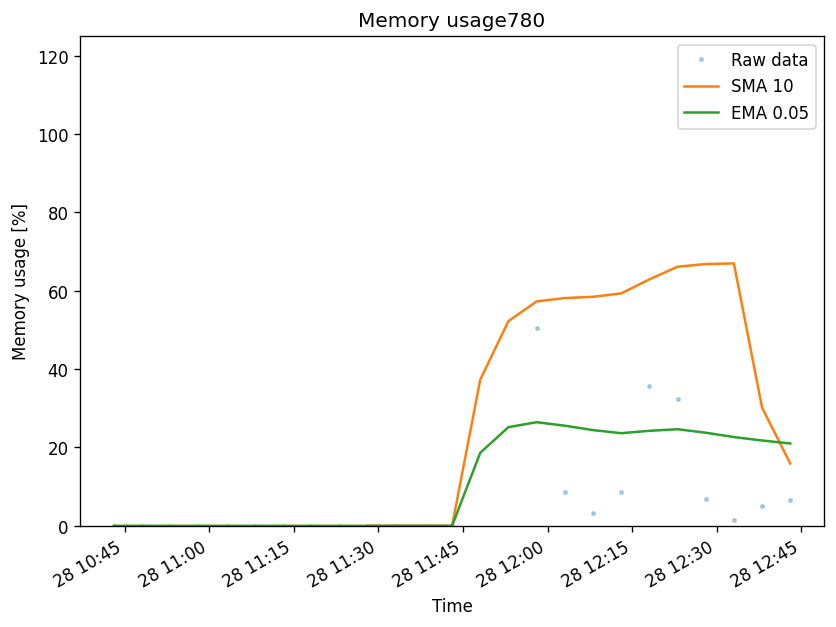 Memory usage780
Raw data
SMA 10
EMA 0.05
Memory usage [%]
120
100
80
60
40
20
0
28 10:45
28 11:00
28 11:15
28 11:30
28 11:45
28 12:00
28 12:15
28 12:30
28 12:45
Time